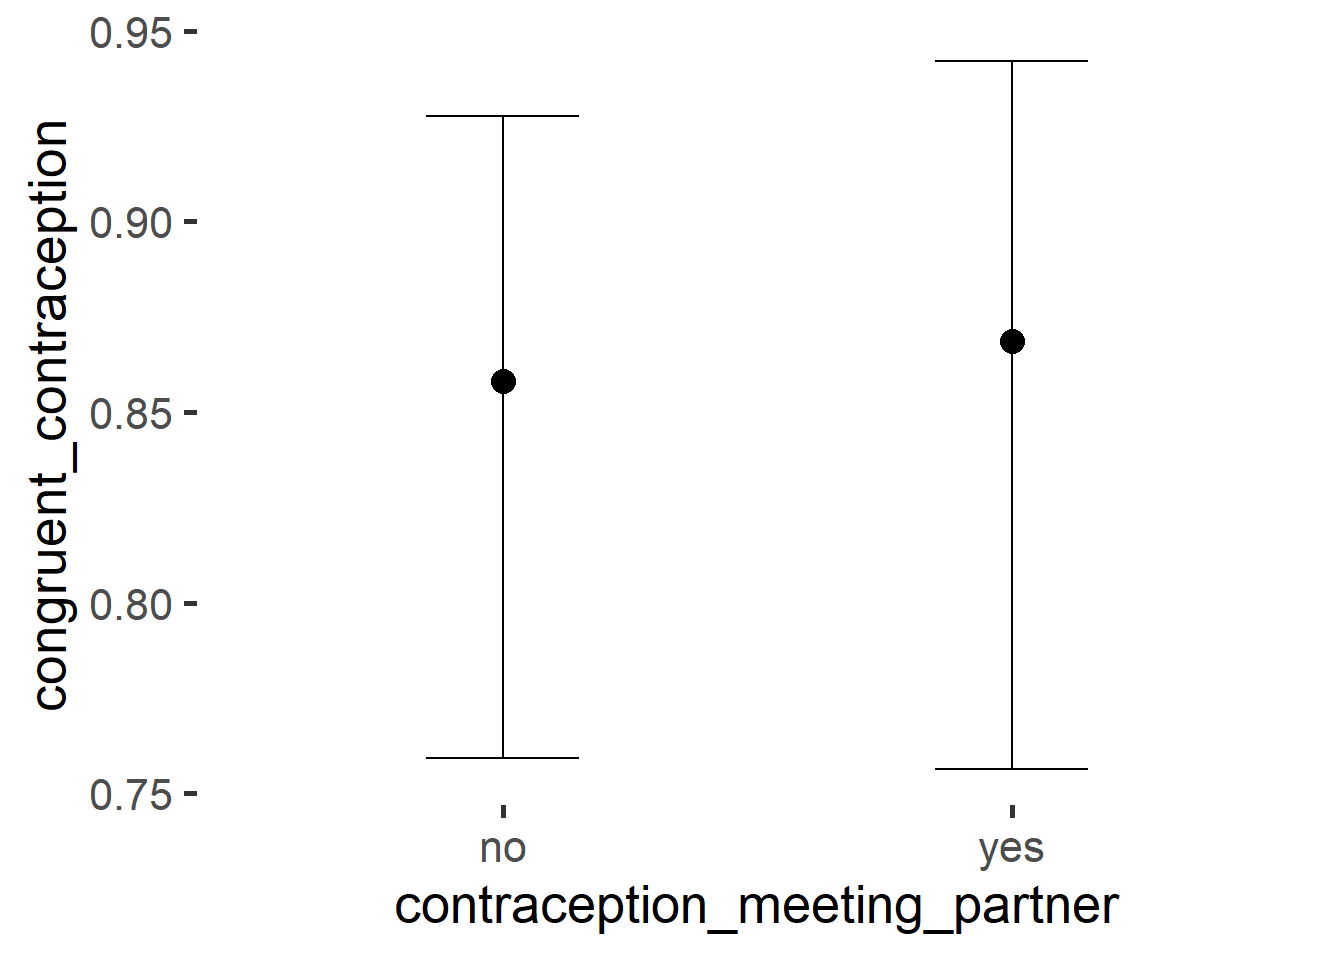 0.95
0.90
0.85
0.80
0.75
congruent_contraception
no
yes
contraception_meeting_partner